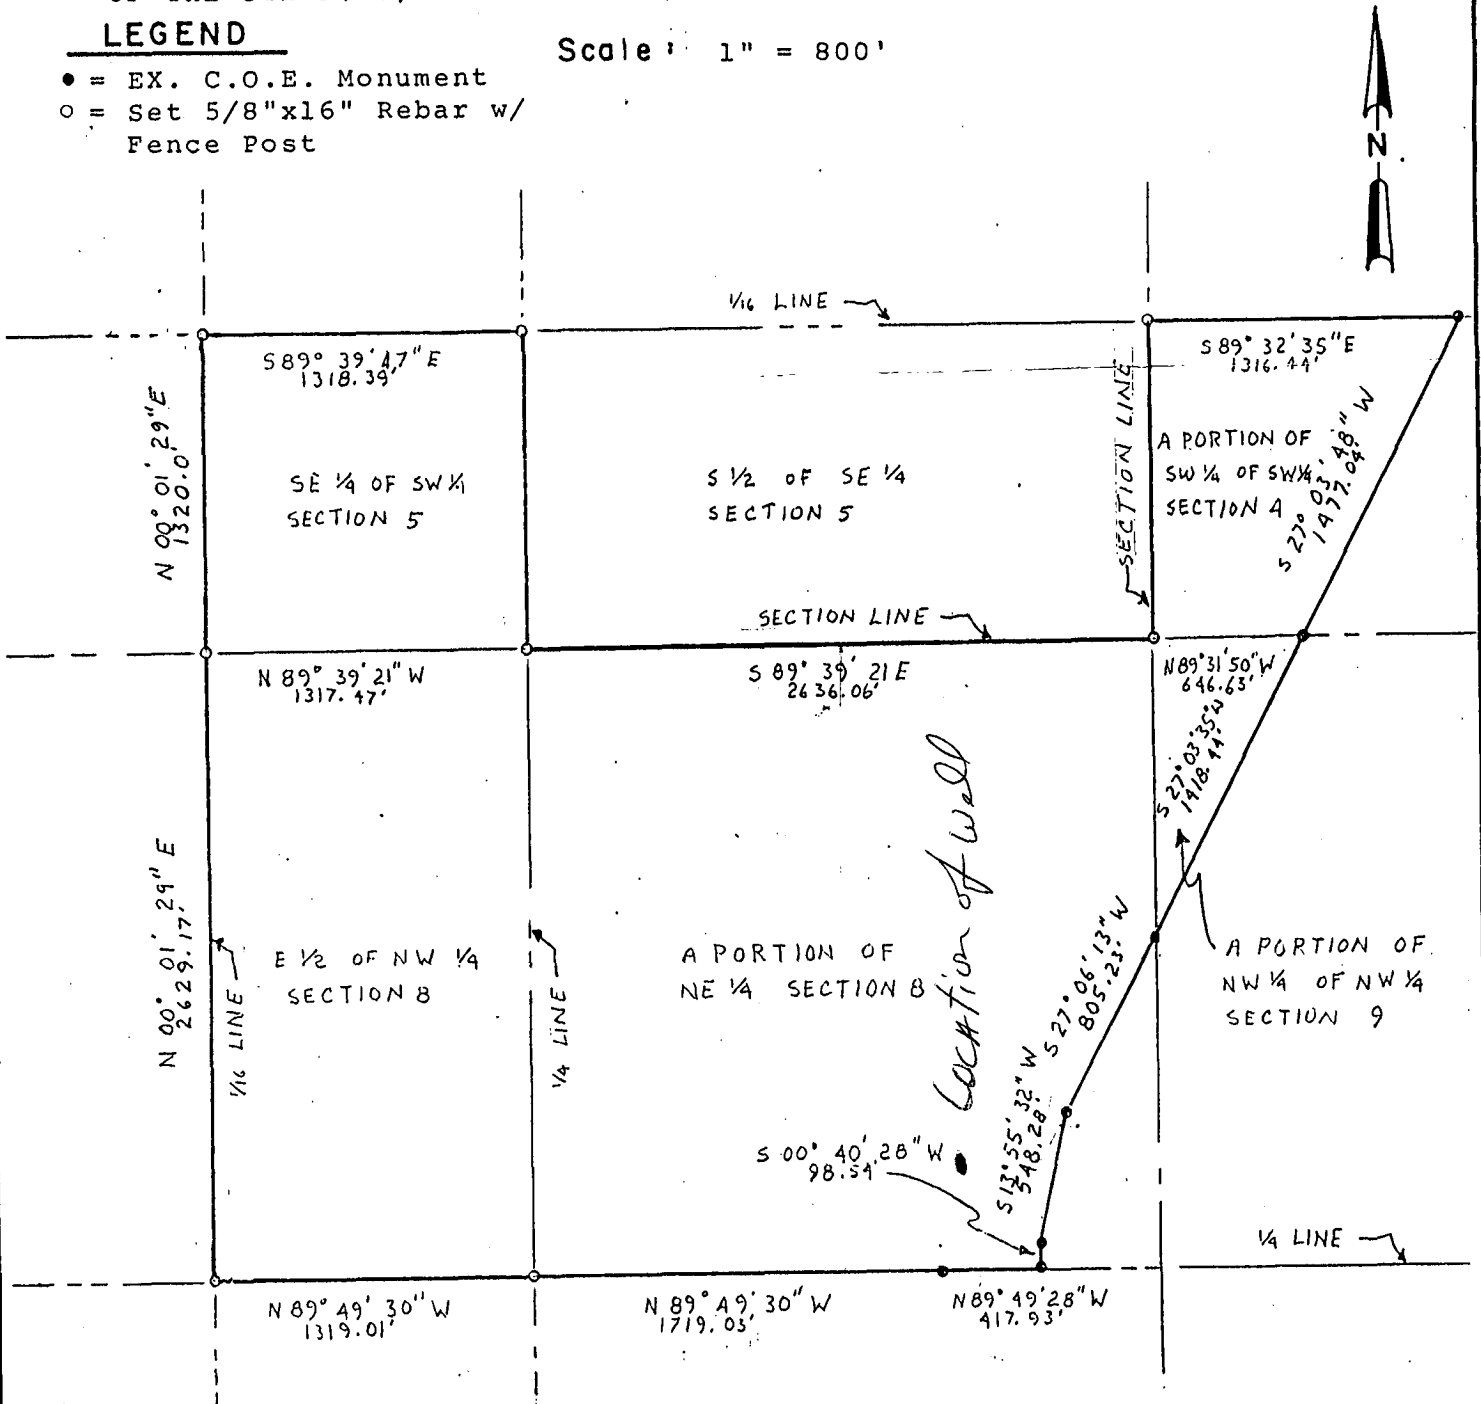 LEGEND
Scale: 1" = 800'
● = EX. C.O.E. Monument
○ = Set 5/8"x16" Rebar w/
Fence Post
N
1/16 LINE
S 89° 39' 47" E
1318.39'
S 89° 32' 35" E
1316.44'
N 00° 01' 29" E
1320.0'
SE 1/4 OF SW 1/4
SECTION 5
S 1/2 OF SE 1/4
SECTION 5
SECTION LINE
A PORTION OF
SW 1/4 OF SW 1/4
SECTION 4
S 27° 03' 48" W
1477.04'
SECTION LINE
N 89° 39' 21" W
1317.47'
S 89° 39' 21 E
2636.06'
N 89° 31' 50" W
646.63'
S 27° 03' 35" W
1418.44'
Location of Well
N 00° 01' 29" E
2629.17'
1/16 LINE
E 1/2 OF NW 1/4
SECTION 8
1/4 LINE
A PORTION OF
NE 1/4 SECTION 8
S 27° 06' 13" W
805.23'
A PORTION OF
NW 1/4 OF NW 1/4
SECTION 9
S 00° 40' 28" W
98.54'
S 13° 55' 32" W
548.28'
1/4 LINE
N 89° 49' 30" W
1319.01'
N 89° 49' 30" W
1719.03'
N 89° 49' 28" W
417.93'